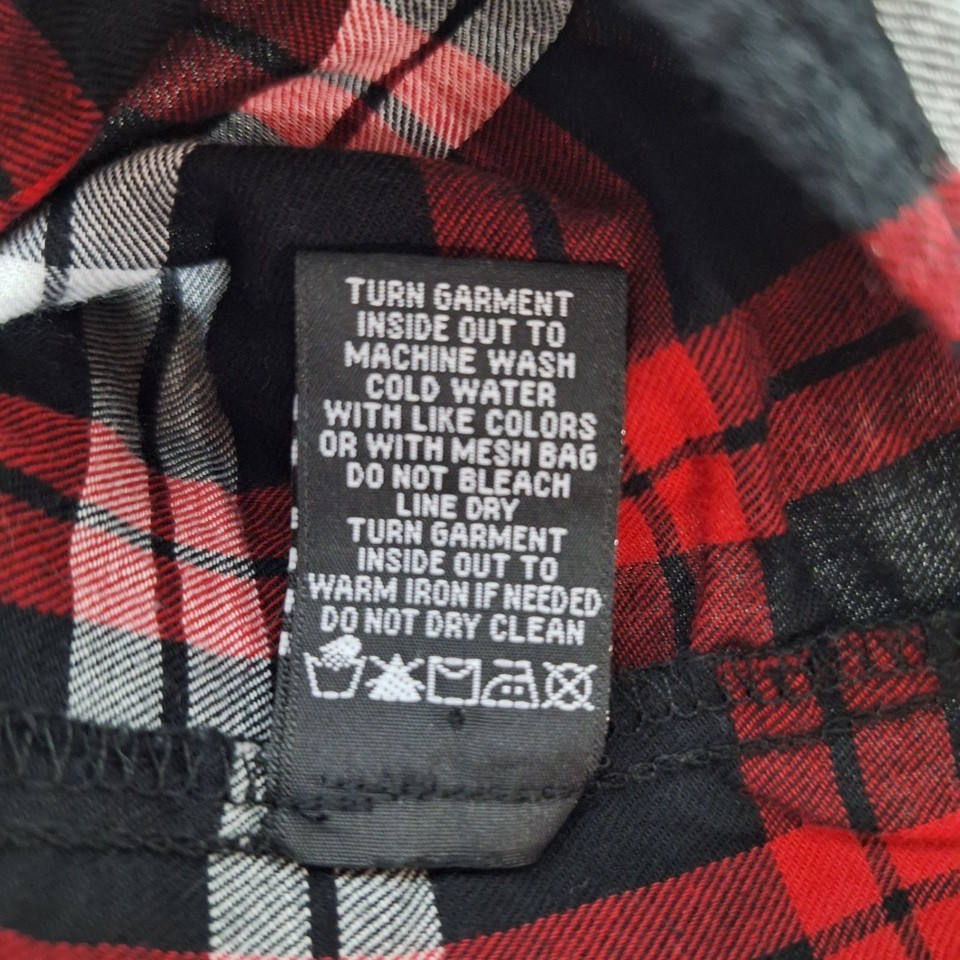 TURN GARMENT
INSIDE OUT TO
MACHINE WASH
COLD WATER
WITH LIKE COLORS
OR WITH MESH BAG
DO NOT BLEACH
LINE DRY
TURN GARMENT
INSIDE OUT TO
WARM IRON IF NEEDED
DO NOT DRY CLEAN